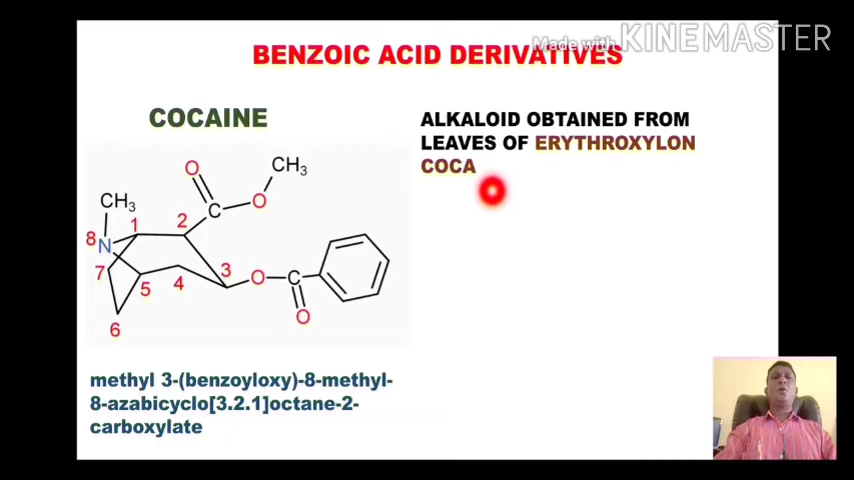 Made with KINEMASTER
BENZOIC ACID DERIVATIVES
COCAINE
ALKALOID OBTAINED FROM
LEAVES OF ERYTHROXYLON
COCA
O
CH3
CH3
C
O
2
1
8 N
3
O
C
7
5
4
O
6
methyl 3-(benzoyloxy)-8-methyl-
8-azabicyclo[3.2.1]octane-2-
carboxylate